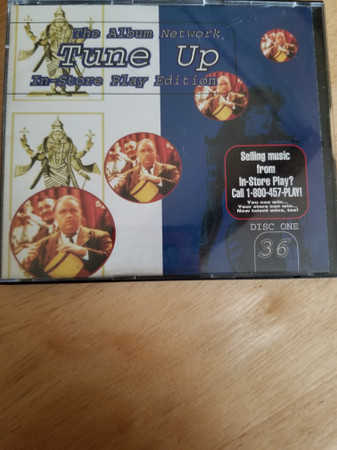 The Album Network
Tune Up
In-Store Play Edition
Selling music
from
In-Store Play?
Call 1-800-457-PLAY!
You can win...
Your store can win...
New talent wins, too!
DISC ONE
36